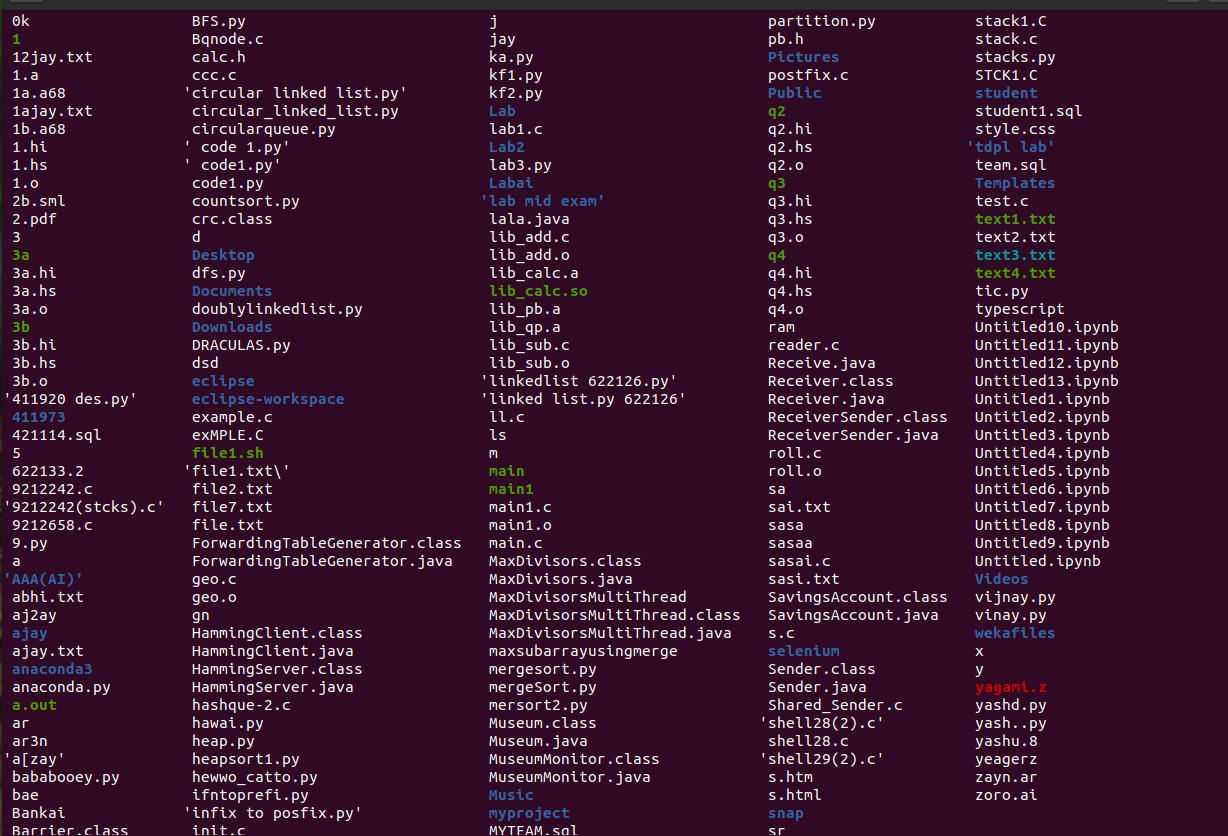 0k BFS.py j partition.py stack1.C
1 Bqnode.c jay pb.h stack.c
12jay.txt calc.h ka.py Pictures stacks.py
1.a ccc.c kf1.py postfix.c STCK1.C
1a.a68 'circular linked list.py' kf2.py Public student
1ajay.txt circular_linked_list.py Lab q2 student1.sql
1b.a68 circularqueue.py lab1.c q2.hi style.css
1.hi ' code 1.py' Lab2 q2.hs 'tdpl lab'
1.hs ' code1.py' lab3.py q2.o team.sql
1.o code1.py Labai q3 Templates
2b.sml countsort.py 'lab mid exam' q3.hi test.c
2.pdf crc.class lala.java q3.hs text1.txt
3 d lib_add.c q3.o text2.txt
3a Desktop lib_add.o q4 text3.txt
3a.hi dfs.py lib_calc.a q4.hi text4.txt
3a.hs Documents lib_calc.so q4.hs tic.py
3a.o doublylinkedlist.py lib_pb.a q4.o typescript
3b Downloads lib_qp.a ram Untitled10.ipynb
3b.hi DRACULAS.py lib_sub.c reader.c Untitled11.ipynb
3b.hs dsd lib_sub.o Receive.java Untitled12.ipynb
3b.o eclipse 'linkedlist 622126.py' Receiver.class Untitled13.ipynb
'411920 des.py' eclipse-workspace 'linked list.py 622126' Receiver.java Untitled1.ipynb
411973 example.c ll.c ReceiverSender.class Untitled2.ipynb
421114.sql exMPLE.C ls ReceiverSender.java Untitled3.ipynb
5 file1.sh m roll.c Untitled4.ipynb
622133.2 'file1.txt\' main roll.o Untitled5.ipynb
9212242.c file2.txt main1 sa Untitled6.ipynb
'9212242(stcks).c' file7.txt main1.c sai.txt Untitled7.ipynb
9212658.c file.txt main1.o sasa Untitled8.ipynb
9.py ForwardingTableGenerator.class main.c sasaa Untitled9.ipynb
a ForwardingTableGenerator.java MaxDivisors.class sasai.c Untitled.ipynb
'AAA(AI)' geo.c MaxDivisors.java sasi.txt Videos
abhi.txt geo.o MaxDivisorsMultiThread SavingsAccount.class vijnay.py
aj2ay gn MaxDivisorsMultiThread.class SavingsAccount.java vinay.py
ajay HammingClient.class MaxDivisorsMultiThread.java s.c wekafiles
ajay.txt HammingClient.java maxsubarrayusingmerge selenium x
anaconda3 HammingServer.class mergesort.py Sender.class y
anaconda.py HammingServer.java mergeSort.py Sender.java yagami.z
a.out hashque-2.c mersort2.py Shared_Sender.c yashd.py
ar hawai.py Museum.class 'shell28(2).c' yash..py
ar3n heap.py Museum.java shell28.c yashu.8
'a[zay' heapsort1.py MuseumMonitor.class 'shell29(2).c' yeagerz
bababooey.py hewwo_catto.py MuseumMonitor.java s.htm zayn.ar
bae ifntoprefi.py Music s.html zoro.ai
Bankai 'infix to posfix.py' myproject snap
Barrier.class init.c MYTEAM.sql sr